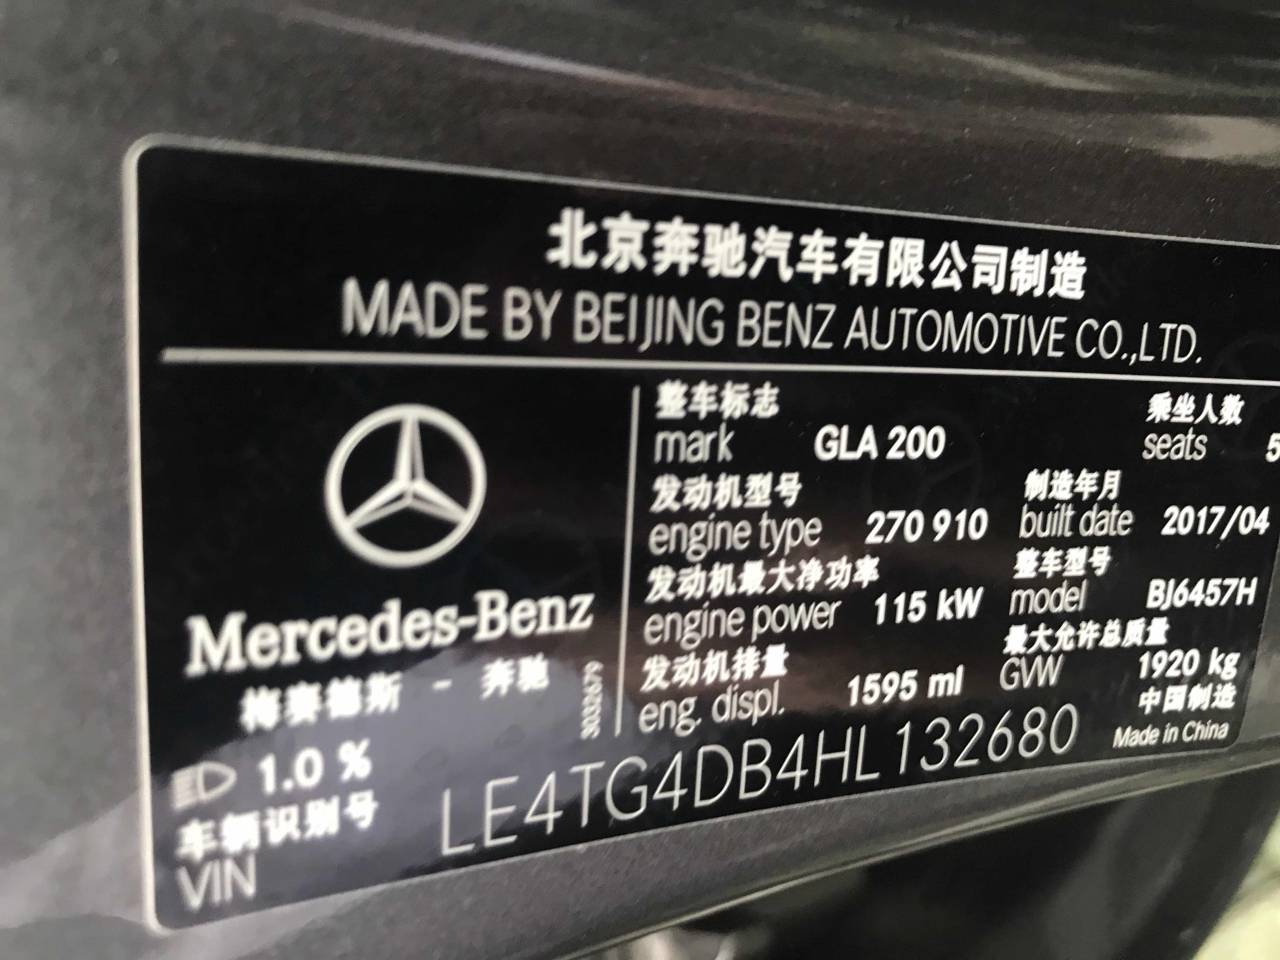 北京奔驰汽车有限公司制造
MADE BY BEIJING BENZ AUTOMOTIVE CO.,LTD.
整车标志
mark GLA 200
乘坐人数
seats 5
发动机型号
engine type 270 910
制造年月
built date 2017/04
发动机最大净功率
engine power 115 kW
整车型号
model BJ6457H
发动机排量
eng. displ. 1595 ml
最大允许总质量
GVW 1920 kg
中国制造
Made in China
Mercedes-Benz
梅赛德斯 - 奔驰
3032679
1.0 %
车辆识别号
VIN LE4TG4DB4HL132680